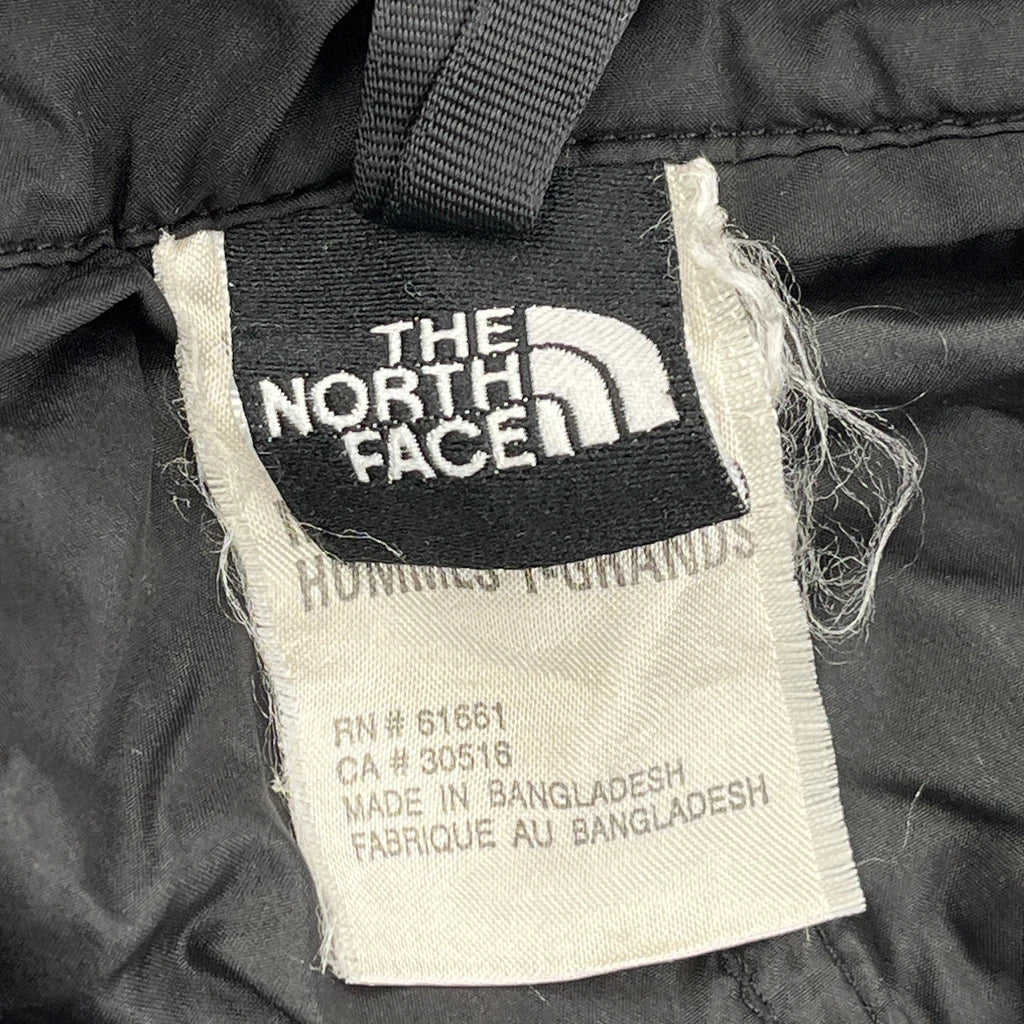 THE
NORTH
FACE
HOMMES T-GRANDS
RN # 61661
CA # 30516
MADE IN BANGLADESH
FABRIQUE AU BANGLADESH